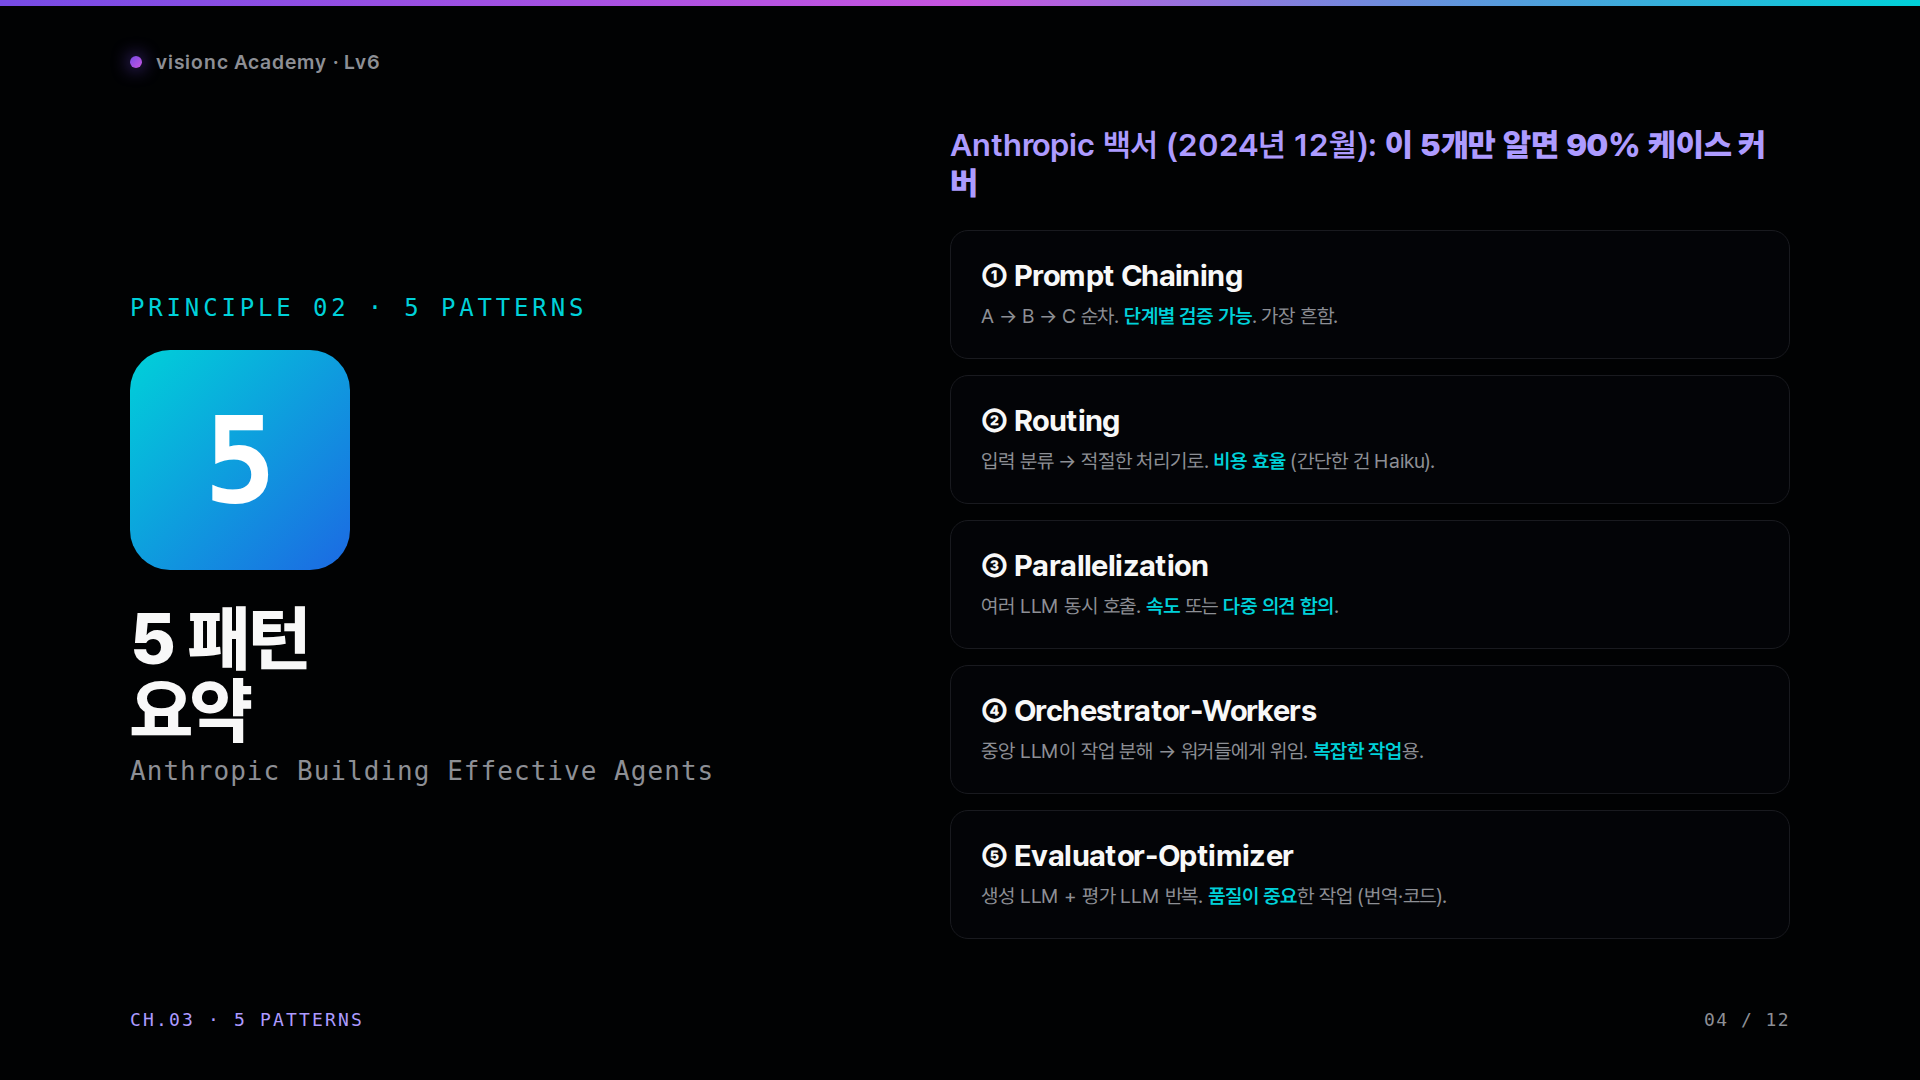 visionc Academy · Lv6
PRINCIPLE 02 · 5 PATTERNS
5
5 패턴
요약
Anthropic Building Effective Agents
Anthropic 백서 (2024년 12월): 이 5개만 알면 90% 케이스 커
버
① Prompt Chaining
A → B → C 순차. 단계별 검증 가능. 가장 흔함.
② Routing
입력 분류 → 적절한 처리기로. 비용 효율 (간단한 건 Haiku).
③ Parallelization
여러 LLM 동시 호출. 속도 또는 다중 의견 합의.
④ Orchestrator-Workers
중앙 LLM이 작업 분해 → 워커들에게 위임. 복잡한 작업용.
⑤ Evaluator-Optimizer
생성 LLM + 평가 LLM 반복. 품질이 중요한 작업 (번역·코드).
CH.03 · 5 PATTERNS
04 / 12